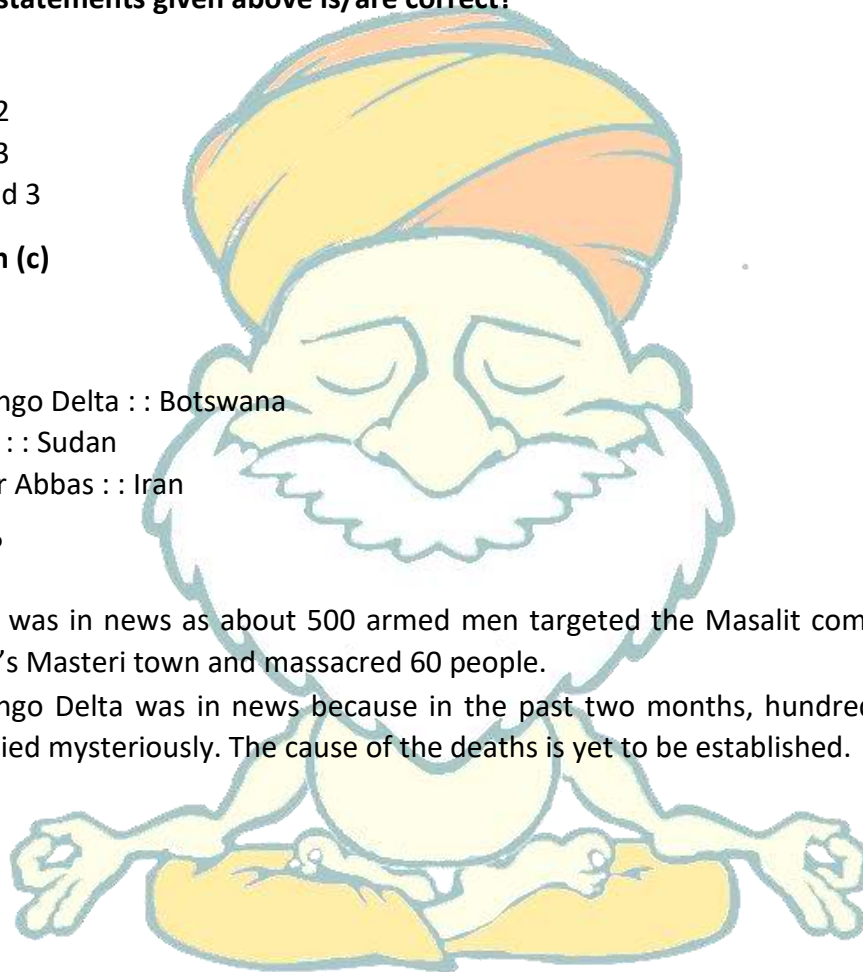 statements given above is/are correct?
2
3
d 3
n (c)
ngo Delta : : Botswana
: : Sudan
r Abbas : : Iran
?
was in news as about 500 armed men targeted the Masalit com
's Masteri town and massacred 60 people.
ngo Delta was in news because in the past two months, hundre
ied mysteriously. The cause of the deaths is yet to be established.